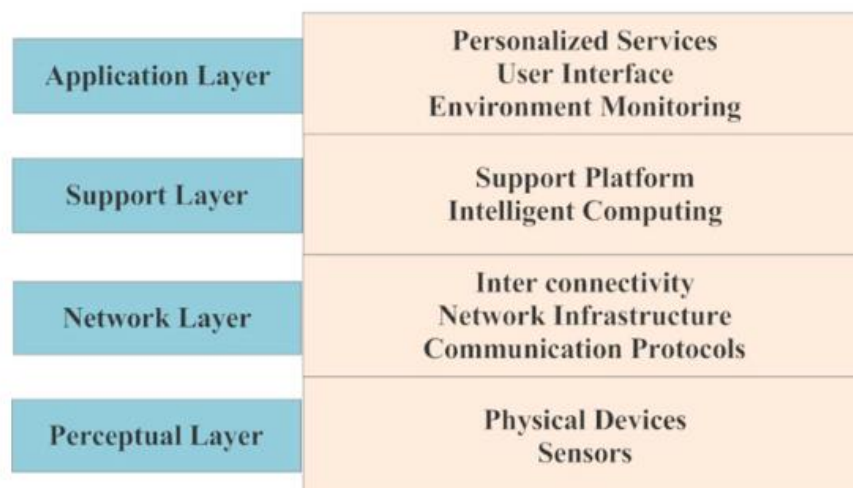 Application Layer
Personalized Services
User Interface
Environment Monitoring
Support Layer
Support Platform
Intelligent Computing
Network Layer
Inter connectivity
Network Infrastructure
Communication Protocols
Perceptual Layer
Physical Devices
Sensors